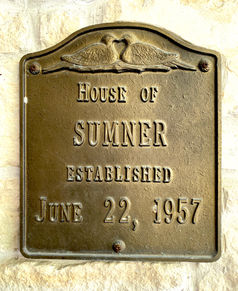 House of
SUMNER
ESTABLISHED
June 22, 1957